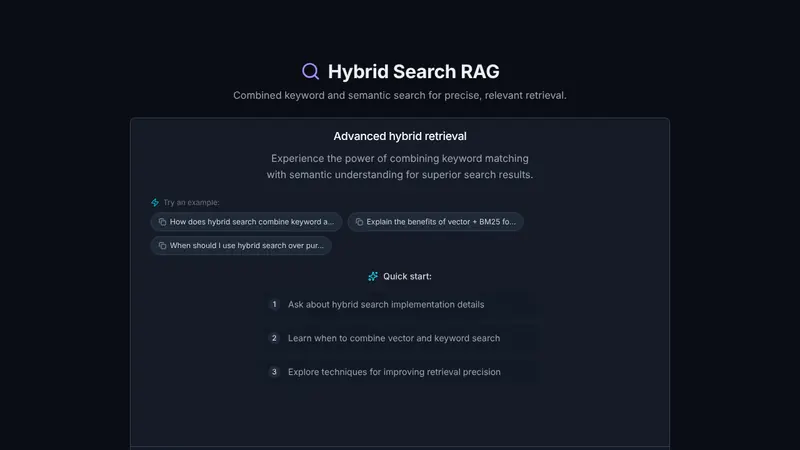 Hybrid Search RAG
Combined keyword and semantic search for precise, relevant retrieval.
Advanced hybrid retrieval
Experience the power of combining keyword matching
with semantic understanding for superior search results.
Try an example:
How does hybrid search combine keyword a...
Explain the benefits of vector + BM25 fo...
When should I use hybrid search over pur...
Quick start:
1 Ask about hybrid search implementation details
2 Learn when to combine vector and keyword search
3 Explore techniques for improving retrieval precision